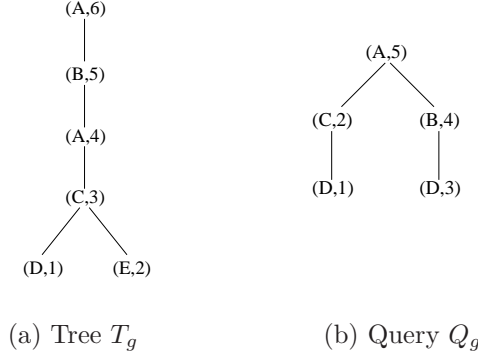 (A,6)
(B,5)
(A,4)
(C,3)
(D,1) (E,2)
(a) Tree T_g
(A,5)
(C,2) (B,4)
(D,1) (D,3)
(b) Query Q_g